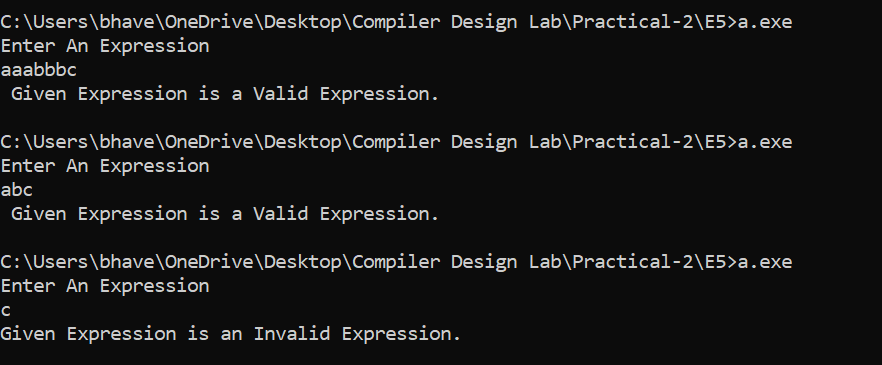 C:\Users\bhave\OneDrive\Desktop\Compiler Design Lab\Practical-2\E5>a.exe
Enter An Expression
aaabbbc
 Given Expression is a Valid Expression.
C:\Users\bhave\OneDrive\Desktop\Compiler Design Lab\Practical-2\E5>a.exe
Enter An Expression
abc
 Given Expression is a Valid Expression.
C:\Users\bhave\OneDrive\Desktop\Compiler Design Lab\Practical-2\E5>a.exe
Enter An Expression
c
Given Expression is an Invalid Expression.